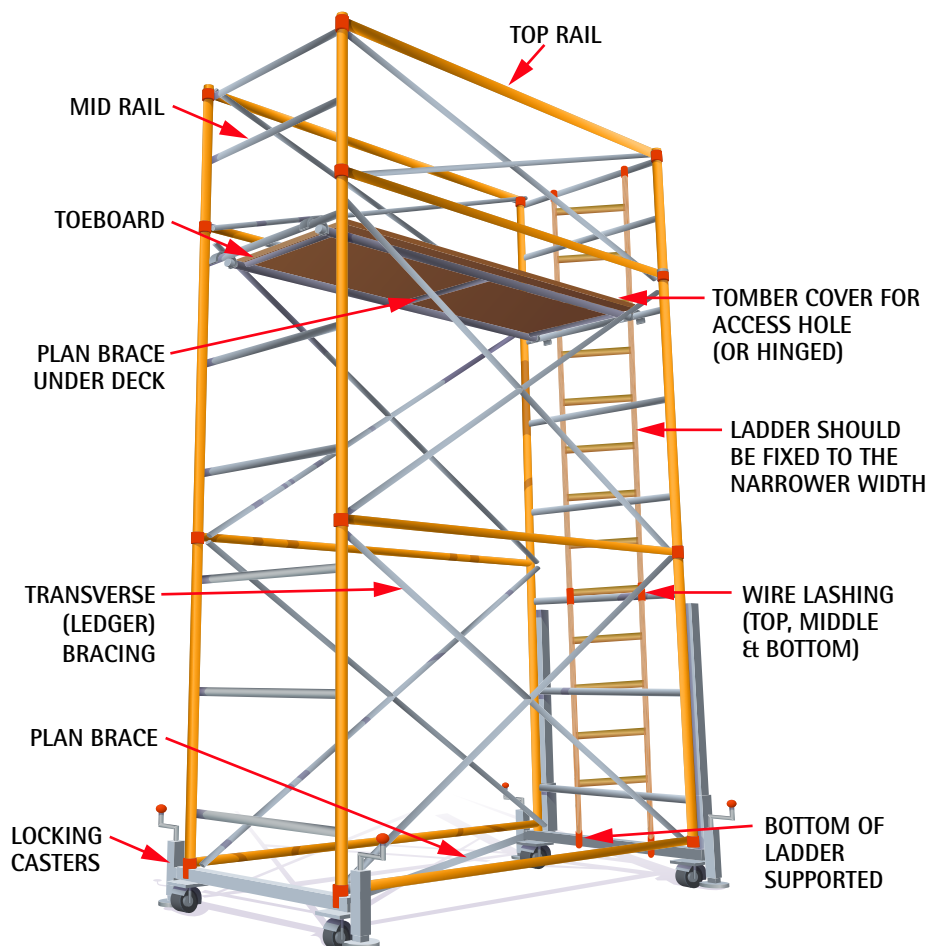 TOP RAIL
MID RAIL
TOEBOARD
TOMBER COVER FOR
ACCESS HOLE
(OR HINGED)
PLAN BRACE
UNDER DECK
LADDER SHOULD
BE FIXED TO THE
NARROWER WIDTH
TRANSVERSE
(LEDGER)
BRACING
WIRE LASHING
(TOP, MIDDLE
& BOTTOM)
PLAN BRACE
LOCKING
CASTERS
BOTTOM OF
LADDER
SUPPORTED